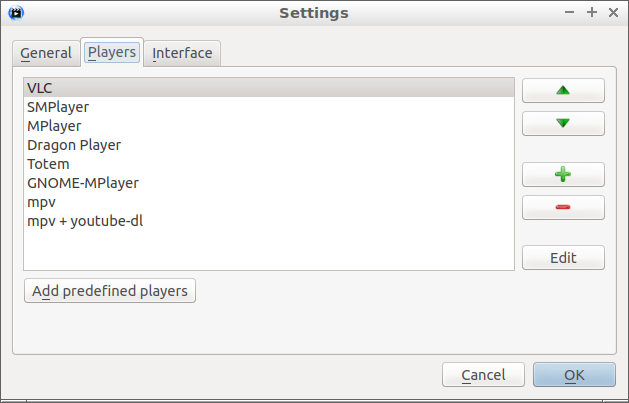 Settings
General Players Interface
VLC
SMPlayer
MPlayer
Dragon Player
Totem
GNOME-MPlayer
mpv
mpv + youtube-dl
Edit
Add predefined players
Cancel OK